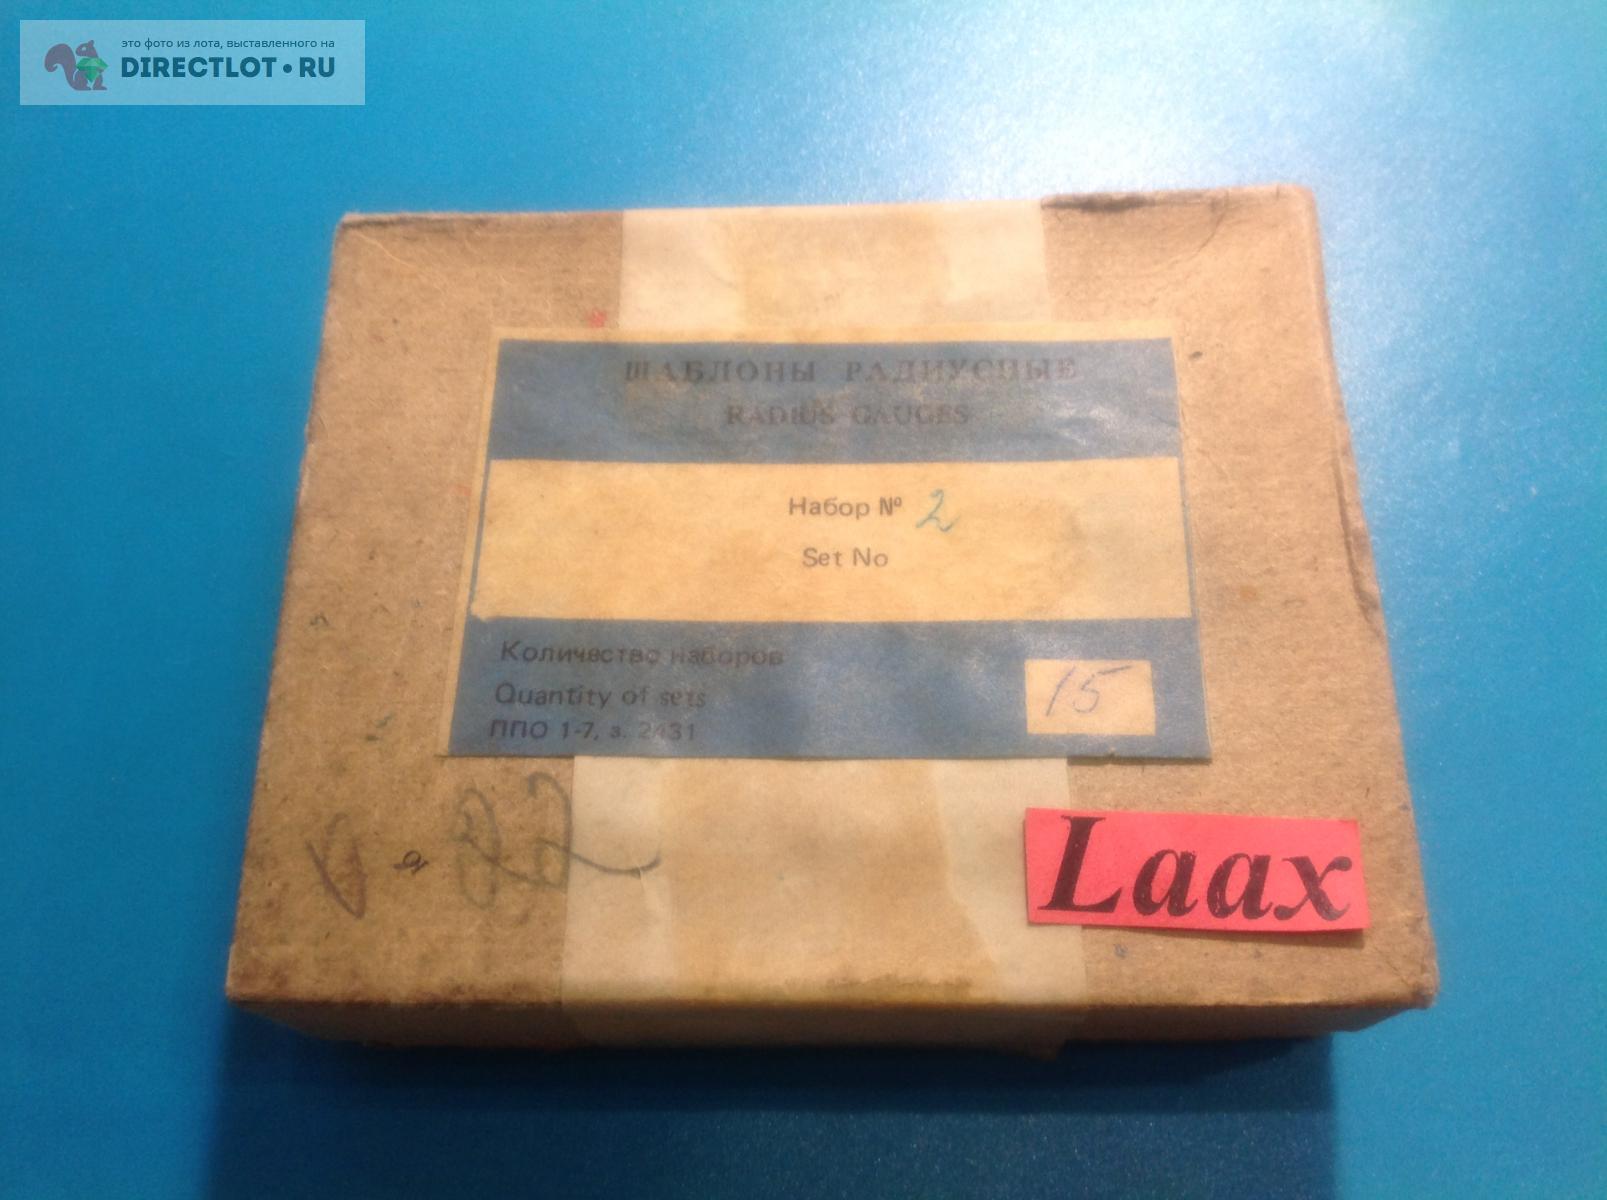 это фото из лота, выставленного на
DIRECTLOT•RU
ШАБЛОНЫ РАДИУСНЫЕ
RADIUS GAUGES
Набор № 2
Set No
Количество наборов
Quantity of sets 15
ППО 1-7, з. 2431
Laax